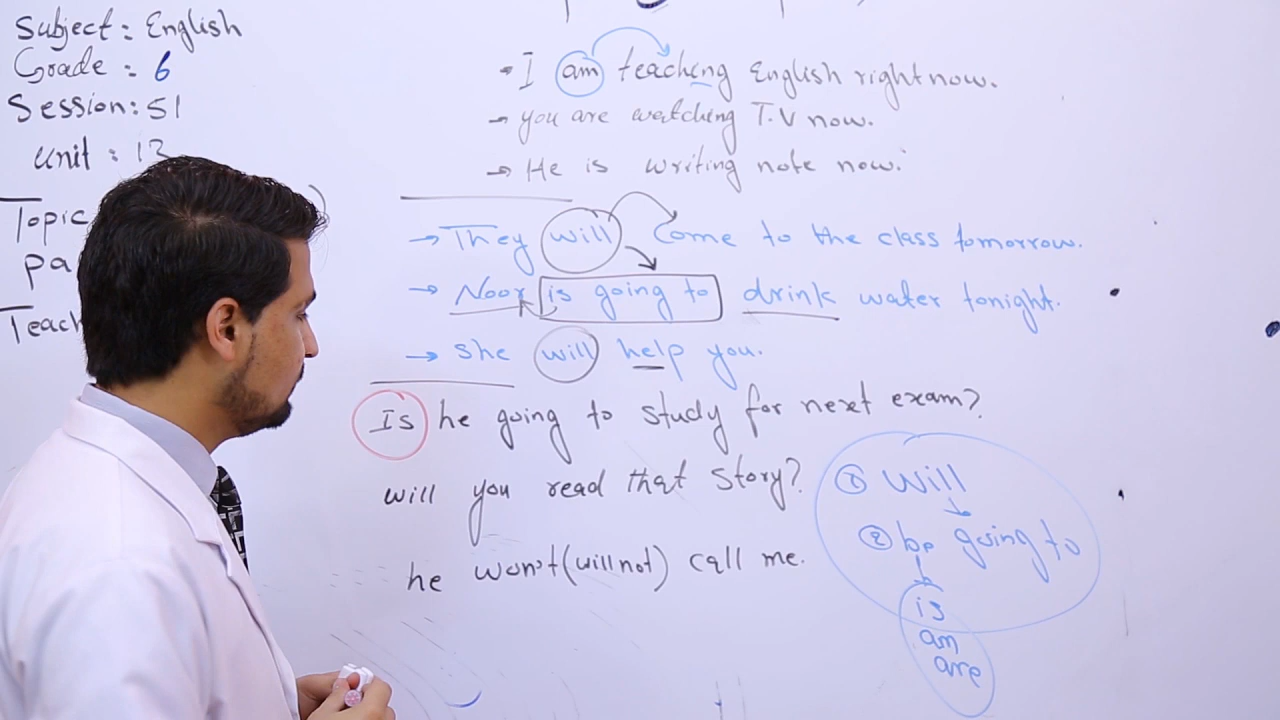 Subject: English
Grade: 6
Session: 51
Unit: 13
Topic
pa
Teach
I am teaching English right now.
you are watching T.V now.
He is writing note now.
They will come to the class tomorrow.
Noor is going to drink water tonight.
She will help you.
Is he going to study for next exam?
will you read that story?
he won't (will not) call me.
① will
② be going to
is
am
are